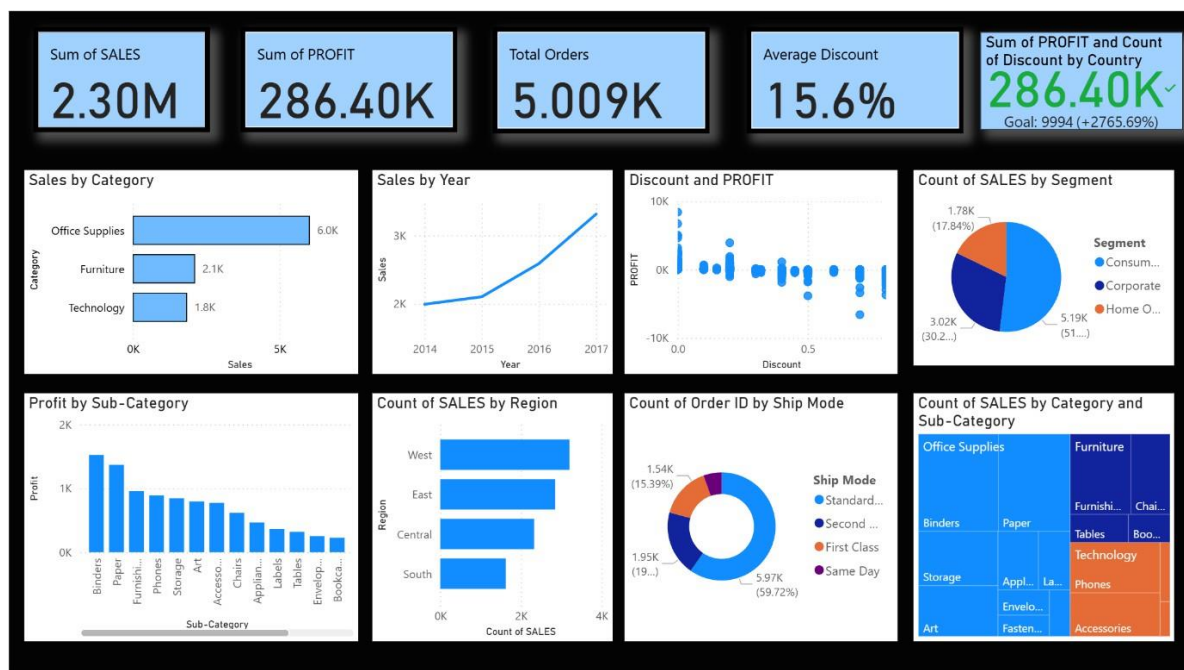 Sum of SALES
2.30M
Sum of PROFIT
286.40K
Total Orders
5.009K
Average Discount
15.6%
Sum of PROFIT and Count
of Discount by Country
286.40K
Goal: 9994 (+2765.69%)
Sales by Category
Category
Office Supplies
6.0K
Furniture
2.1K
Technology
1.8K
0K
5K
Sales
Sales by Year
Sales
3K
2K
2014
2015
2016
2017
Year
Discount and PROFIT
PROFIT
10K
0K
-10K
0.0
0.5
Discount
Count of SALES by Segment
1.78K
(17.84%)
3.02K
(30.2...)
5.19K
(51....)
Segment
Consum...
Corporate
Home O...
Profit by Sub-Category
Profit
2K
1K
0K
Binders
Paper
Furnishi...
Phones
Storage
Art
Accesso...
Chairs
Applian...
Labels
Tables
Envelop...
Bookca...
Sub-Category
Count of SALES by Region
Region
West
East
Central
South
0K
2K
4K
Count of SALES
Count of Order ID by Ship Mode
1.54K
(15.39%)
1.95K
(19...)
5.97K
(59.72%)
Ship Mode
Standard...
Second ...
First Class
Same Day
Count of SALES by Category and
Sub-Category
Office Supplies
Binders
Paper
Storage
Appl...
La...
Envelo...
Art
Fasten...
Furniture
Furnishi...
Chai...
Tables
Boo...
Technology
Phones
Accessories